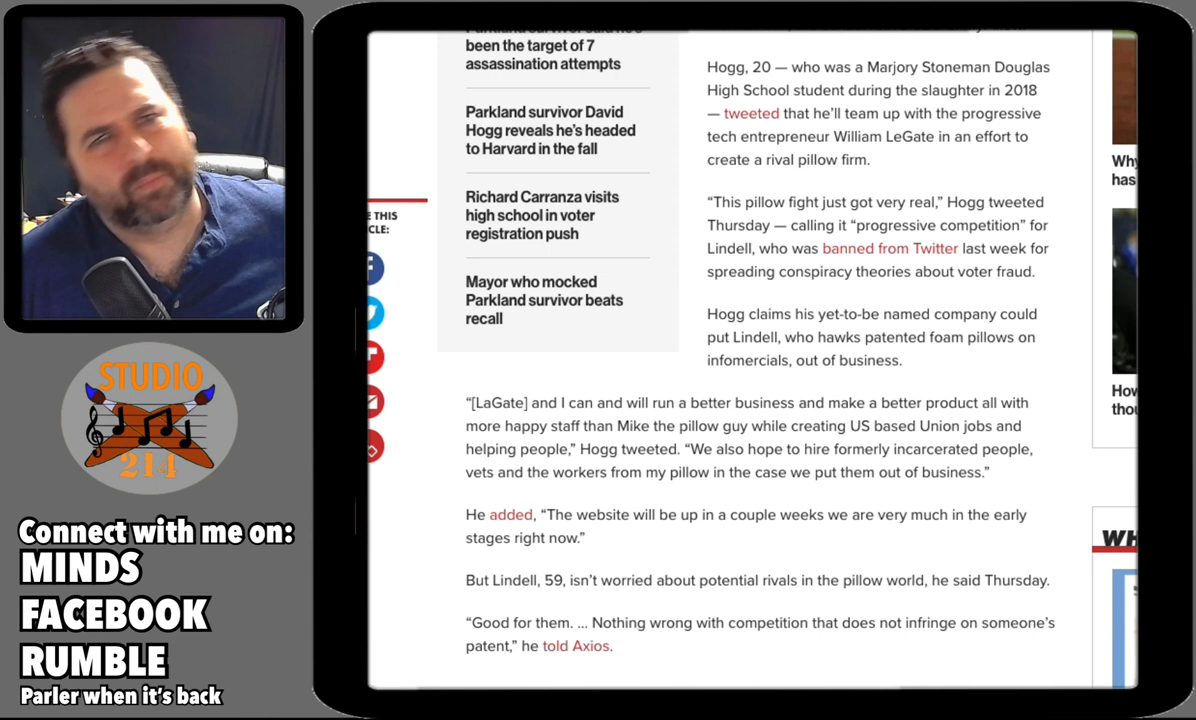 STUDIO
214
Connect with me on:
MINDS
FACEBOOK
RUMBLE
Parler when it's back
been the target of 7
assassination attempts
Parkland survivor David
Hogg reveals he's headed
to Harvard in the fall
Richard Carranza visits
high school in voter
registration push
Mayor who mocked
Parkland survivor beats
recall
E THIS
CLE:
Hogg, 20 — who was a Marjory Stoneman Douglas
High School student during the slaughter in 2018
— tweeted that he'll team up with the progressive
tech entrepreneur William LeGate in an effort to
create a rival pillow firm.
“This pillow fight just got very real,” Hogg tweeted
Thursday — calling it “progressive competition” for
Lindell, who was banned from Twitter last week for
spreading conspiracy theories about voter fraud.
Hogg claims his yet-to-be named company could
put Lindell, who hawks patented foam pillows on
infomercials, out of business.
“[LaGate] and I can and will run a better business and make a better product all with
more happy staff than Mike the pillow guy while creating US based Union jobs and
helping people,” Hogg tweeted. “We also hope to hire formerly incarcerated people,
vets and the workers from my pillow in the case we put them out of business.”
He added, “The website will be up in a couple weeks we are very much in the early
stages right now.”
But Lindell, 59, isn't worried about potential rivals in the pillow world, he said Thursday.
“Good for them. ... Nothing wrong with competition that does not infringe on someone's
patent,” he told Axios.
Why
has
How
thou
WH